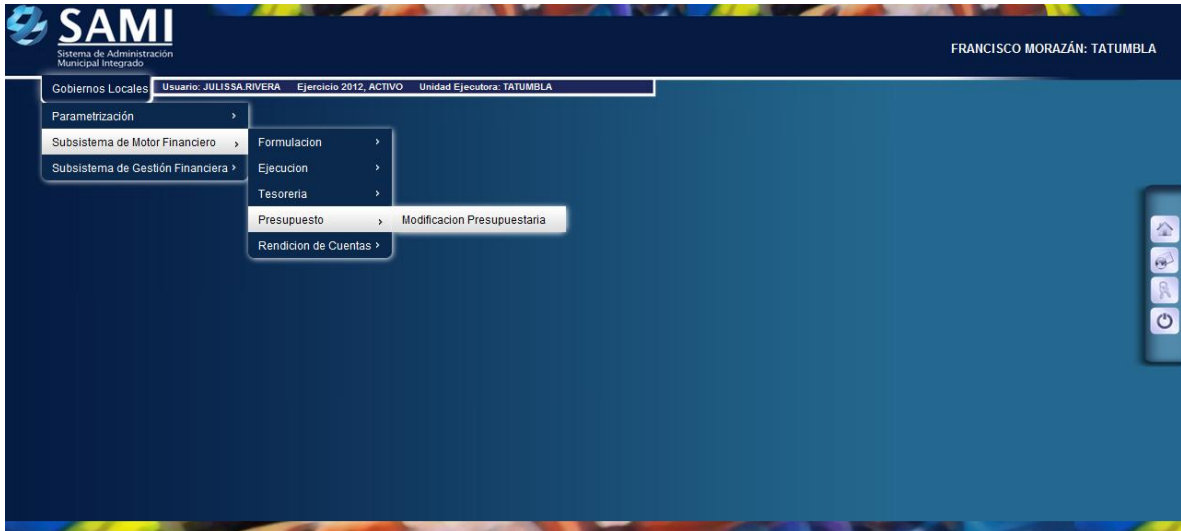 SAMI
Sistema de Administración
Municipal Integrado
FRANCISCO MORAZÁN: TATUMBLA
Gobiernos Locales
Usuario: JULISSA.RIVERA Ejercicio 2012, ACTIVO Unidad Ejecutora: TATUMBLA
Parametrización
Subsistema de Motor Financiero
Subsistema de Gestión Financiera
Formulacion
Ejecucion
Tesoreria
Presupuesto
Rendicion de Cuentas
Modificacion Presupuestaria